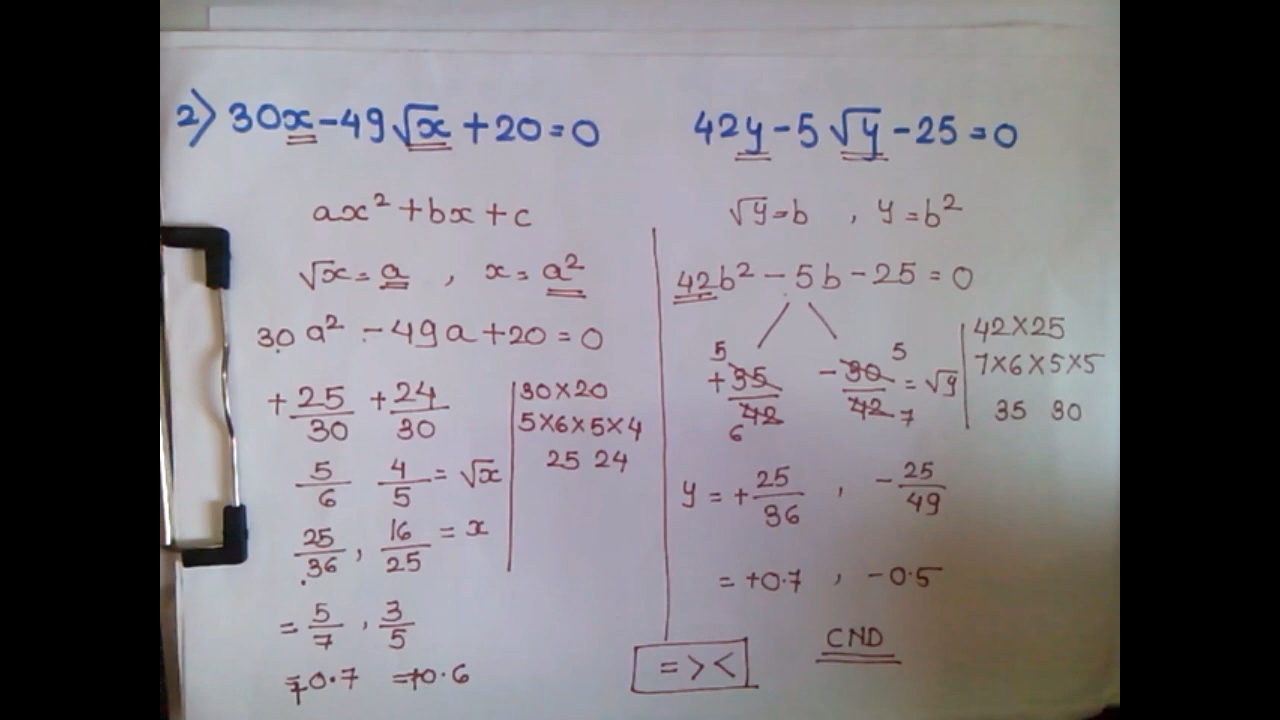 2) 30x - 49√x + 20 = 0
ax² + bx + c
√x = a , x = a²
30a² - 49a + 20 = 0
+25/30 +24/30
5/6 4/5 = √x
25/36 , 16/25 = x
= 5/7 , 3/5
=+0.7 =+0.6
30×20
5×6×5×4
25 24
42y - 5√y - 25 = 0
√y = b , y = b²
42b² - 5b - 25 = 0
5 5
+35/42 -30/42 = √y
6 7
42×25
7×6×5×5
35 30
y = +25/36 , -25/49
= +0.7 , -0.5
CND
= > <